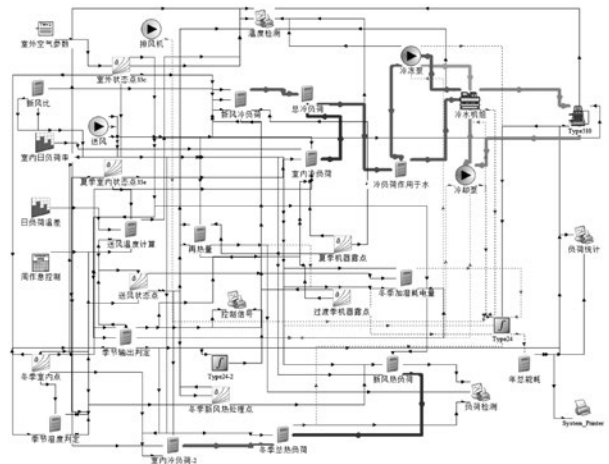 室外空气参数
排风机
温度检测
室外状态点33c
冷冻泵
新风比
新风冷负荷
总冷负荷
冷水机组
Type510
送风
室内日负荷率
室内冷负荷
冷负荷作用于水
冷却泵
夏季室内状态点33e
日负荷温差
送风温度计算
再热量
夏季机器露点
负荷统计
周作息控制
送风状态点
控制信号
过渡季机器露点
冬季加湿耗电量
季节输出判定
Type24
冬季室内点
Type24-2
新风热负荷
年总能耗
冬季新风热处理点
负荷检测
System_Printer
季节湿度判定
室内冷负荷-2
冬季总热负荷